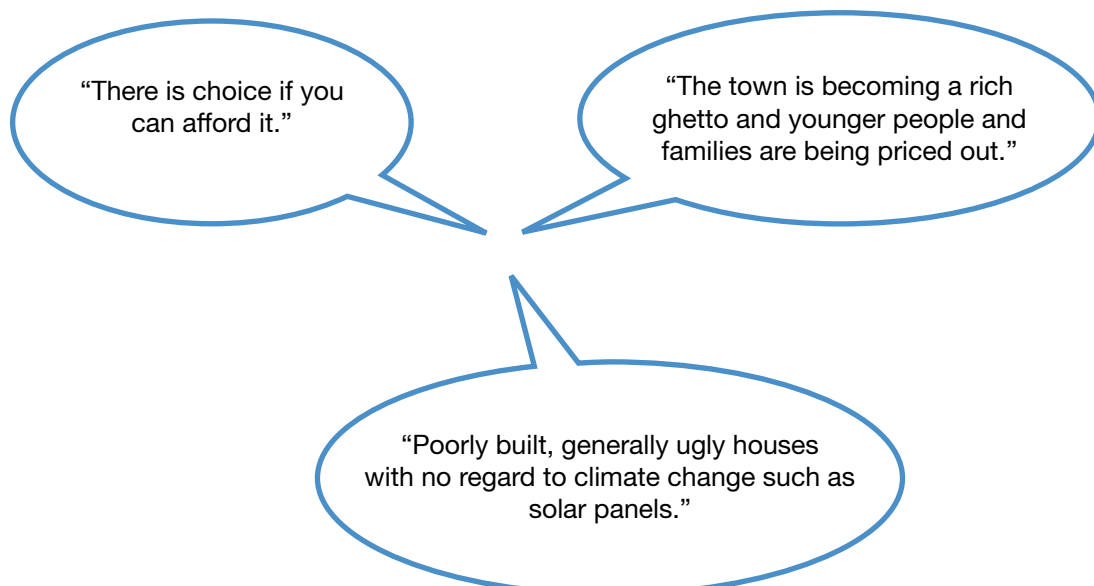 “There is choice if you
can afford it.”
“The town is becoming a rich
ghetto and younger people and
families are being priced out.”
“Poorly built, generally ugly houses
with no regard to climate change such as
solar panels.”